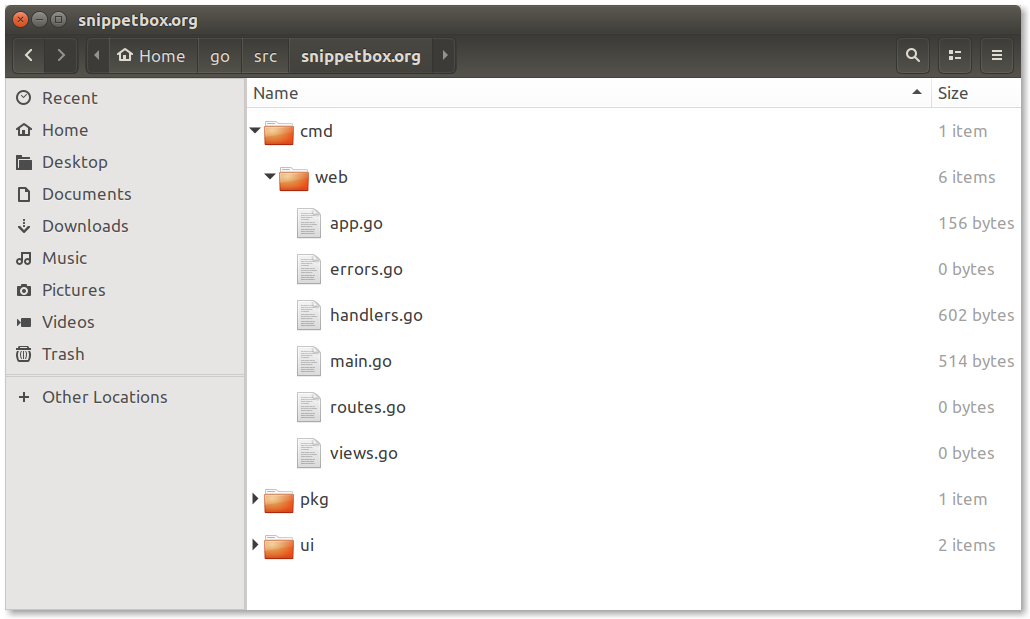 snippetbox.org
Home go src snippetbox.org
Recent
Home
Desktop
Documents
Downloads
Music
Pictures
Videos
Trash
Other Locations
Name Size
cmd 1 item
web 6 items
app.go 156 bytes
errors.go 0 bytes
handlers.go 602 bytes
main.go 514 bytes
routes.go 0 bytes
views.go 0 bytes
pkg 1 item
ui 2 items